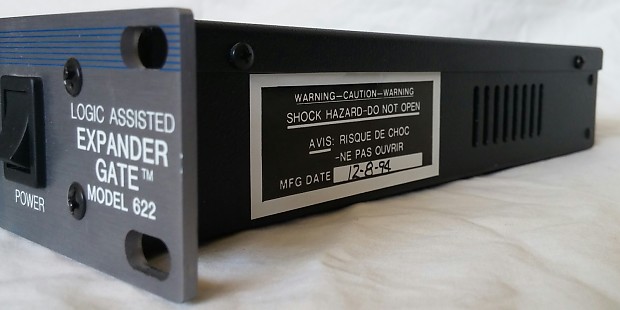 LOGIC ASSISTED
EXPANDER
GATE™
MODEL 622
POWER
WARNING-CAUTION-WARNING
SHOCK HAZARD-DO NOT OPEN
AVIS: RISQUE DE CHOC
-NE PAS OUVRIR
MFG DATE 12-8-94